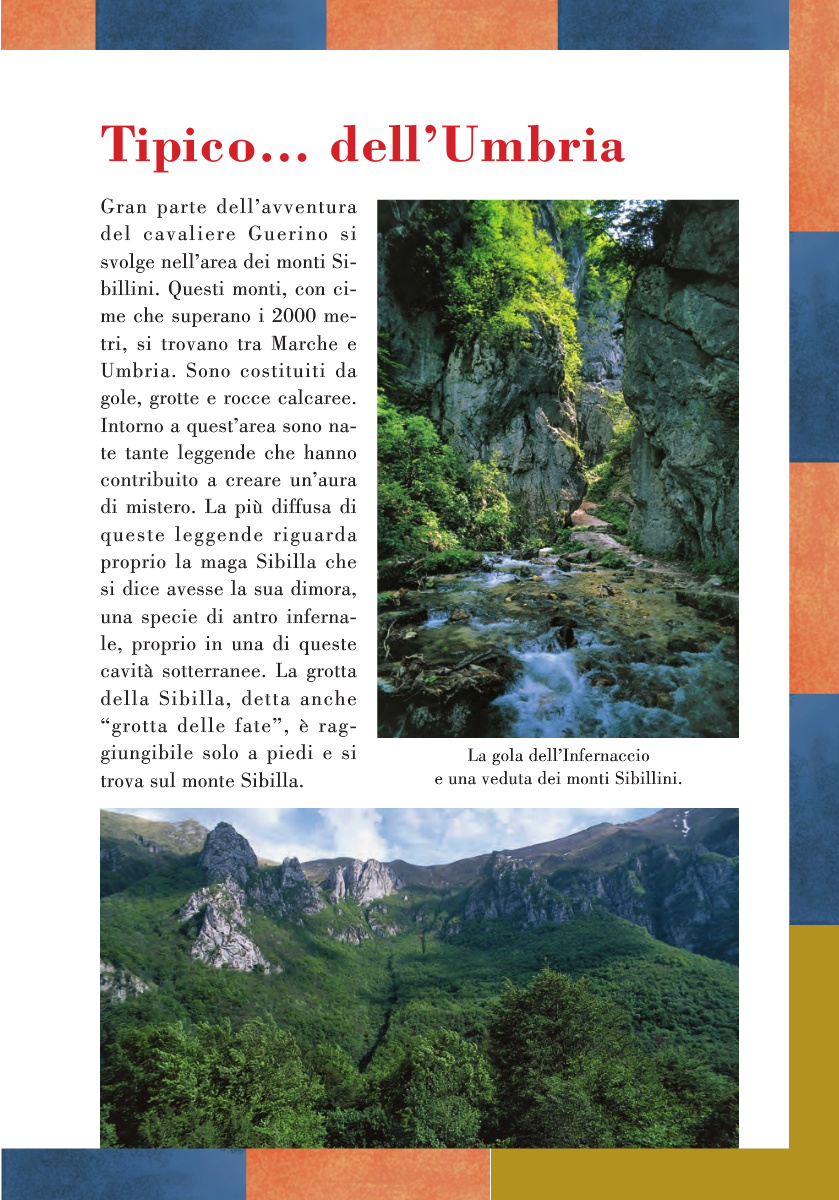 Tipico... dell’Umbria
Gran parte dell’avventura
del cavaliere Guerino si
svolge nell’area dei monti Si-
billini. Questi monti, con ci-
me che superano i 2000 me-
tri, si trovano tra Marche e
Umbria. Sono costituiti da
gole, grotte e rocce calcaree.
Intorno a quest’area sono na-
te tante leggende che hanno
contribuito a creare un’aura
di mistero. La più diffusa di
queste leggende riguarda
proprio la maga Sibilla che
si dice avesse la sua dimora,
una specie di antro inferna-
le, proprio in una di queste
cavità sotterranee. La grotta
della Sibilla, detta anche
“grotta delle fate”, è rag-
giungibile solo a piedi e si
trova sul monte Sibilla.
La gola dell’Infernaccio
e una veduta dei monti Sibillini.